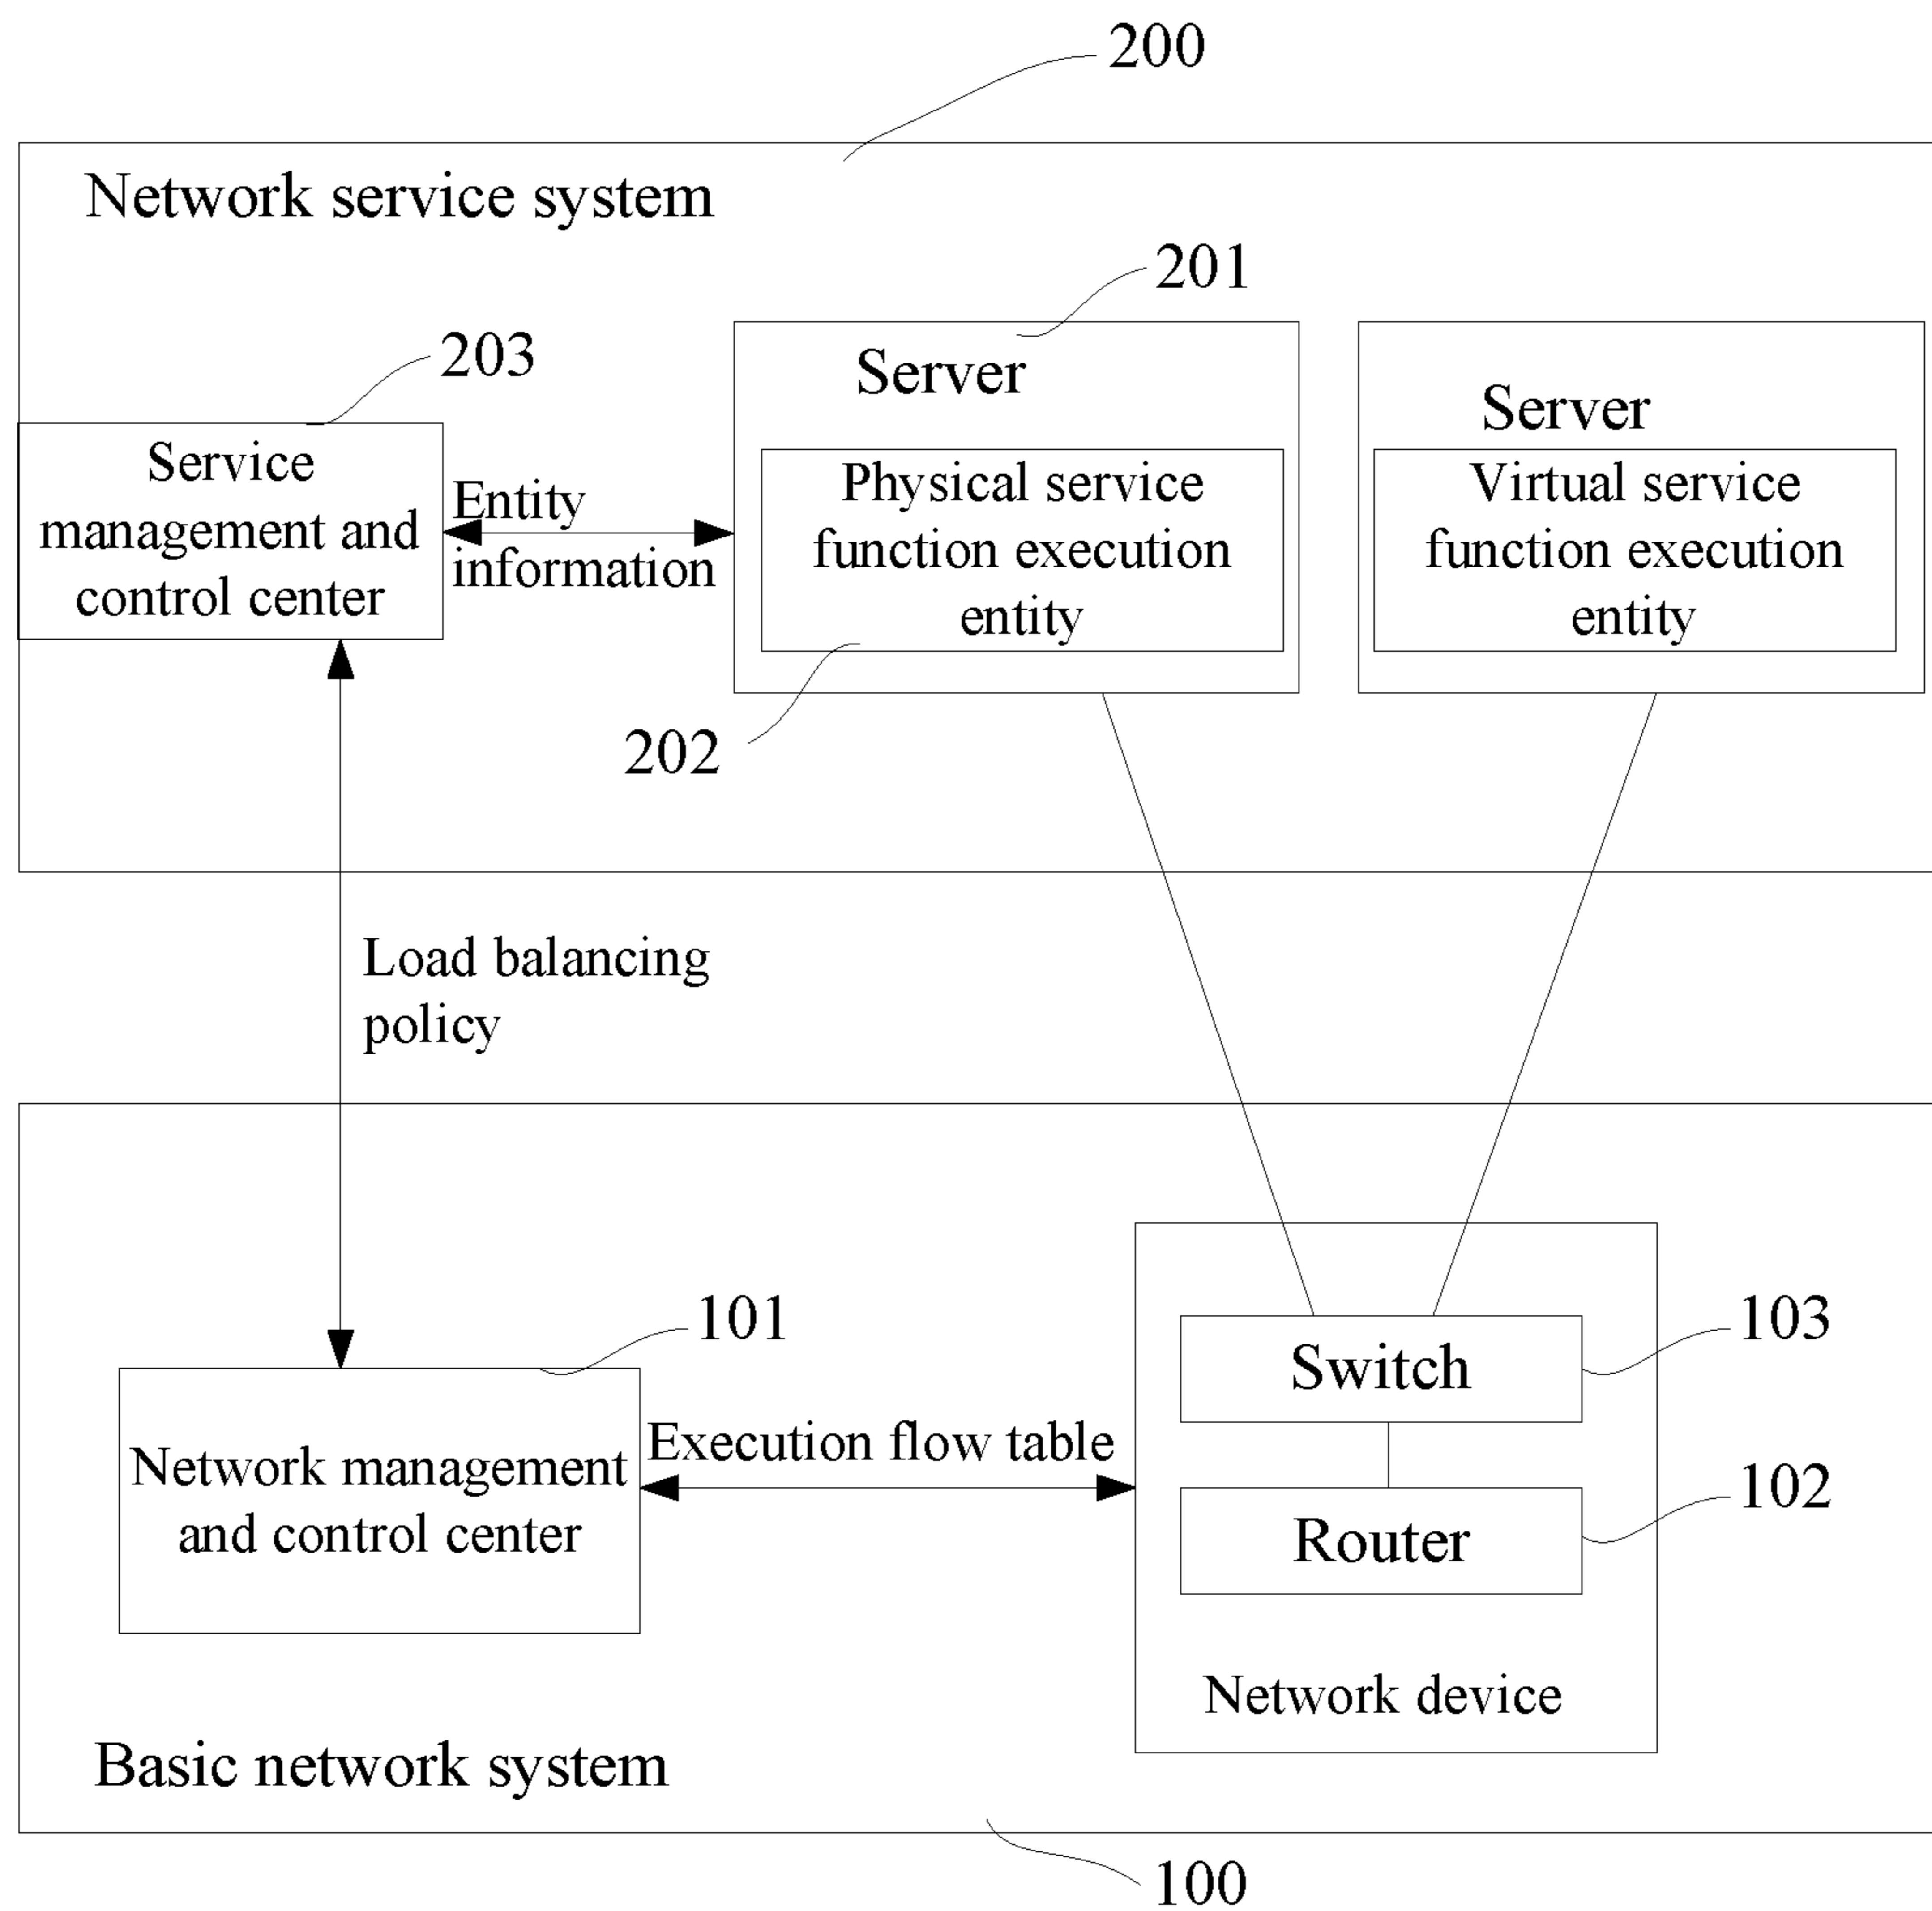 200
Network service system
201
203
Server
Server
Service
management and
control center
Entity
information
Physical service
function execution
entity
Virtual service
function execution
entity
202
Load balancing
policy
101
103
Switch
Network management
and control center
Execution flow table
102
Router
Network device
Basic network system
100